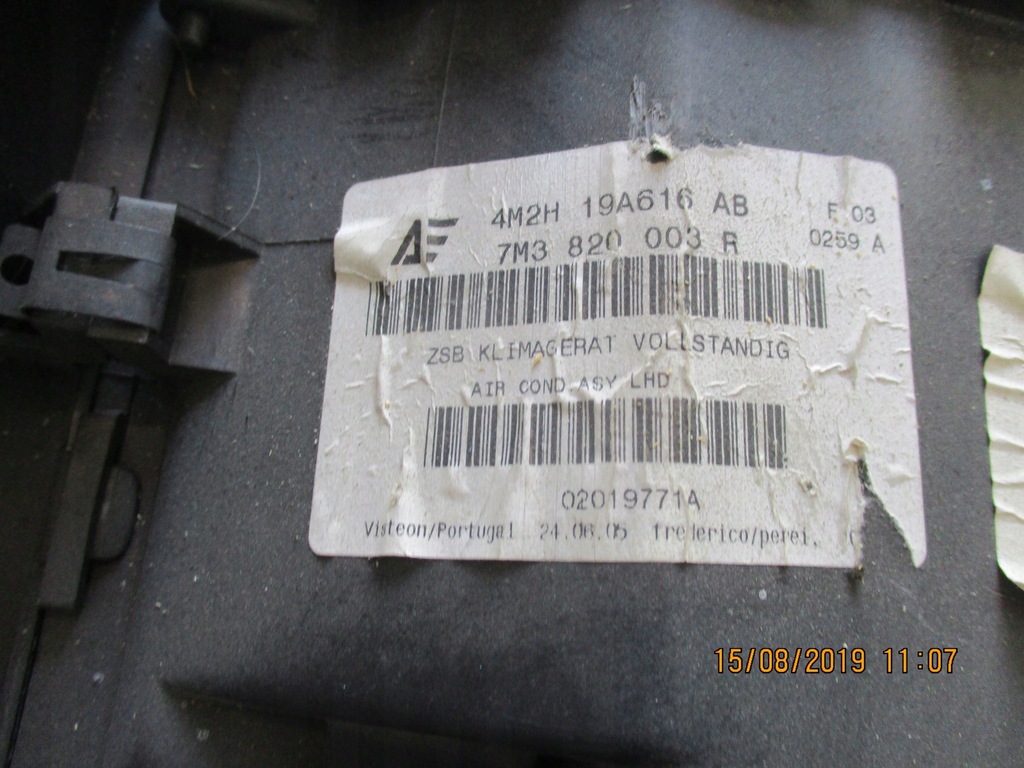 4M2H 19A616 AB F 03
7M3 820 003 R 0259 A
ZSB KLIMAGERAT VOLLSTANDIG
AIR COND ASY LHD
02019771A
Visteon/Portugal 24.06.05 frederico/perei.
15/08/2019 11:07